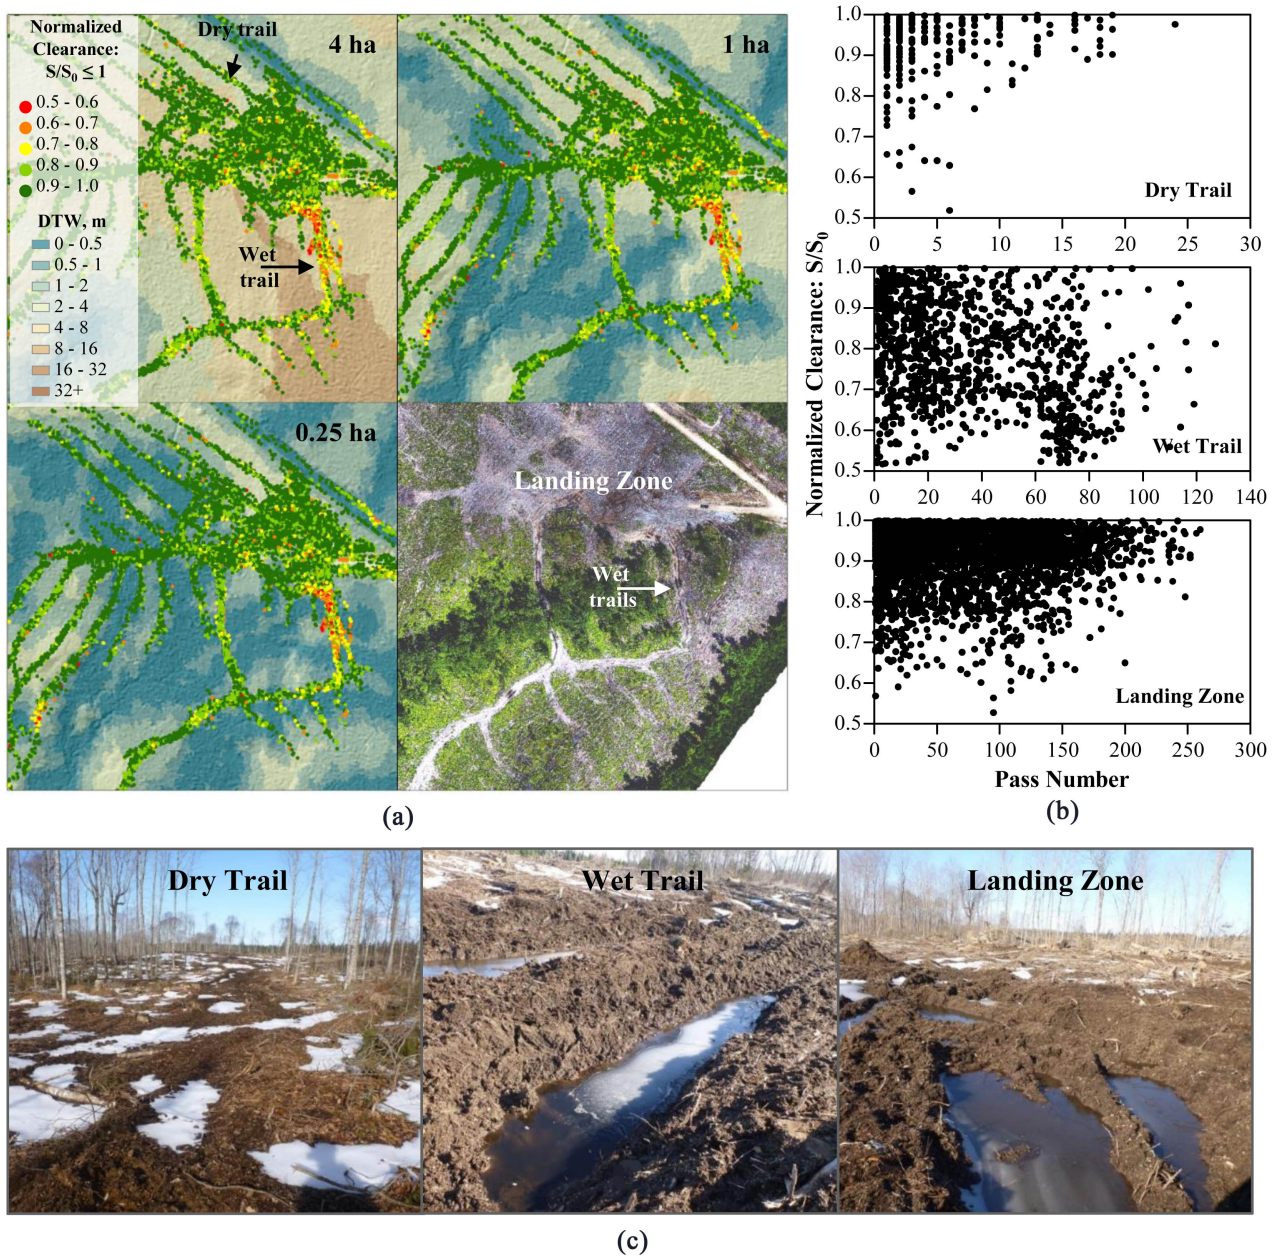 Normalized
Clearance:
S/S₀ ≤ 1
0.5 - 0.6
0.6 - 0.7
0.7 - 0.8
0.8 - 0.9
0.9 - 1.0
DTW, m
0 - 0.5
0.5 - 1
1 - 2
2 - 4
4 - 8
8 - 16
16 - 32
32+
Dry trail
4 ha
Wet
trail
1 ha
0.25 ha
Landing Zone
Wet
trails
(a)
Normalized Clearance: S/S₀
1.0
0.9
0.8
0.7
0.6
0.5
Dry Trail
0 5 10 15 20 25 30
1.0
0.9
0.8
0.7
0.6
0.5
Wet Trail
0 20 40 60 80 100 120 140
1.0
0.9
0.8
0.7
0.6
0.5
Landing Zone
0 50 100 150 200 250 300
Pass Number
(b)
Dry Trail
Wet Trail
Landing Zone
(c)